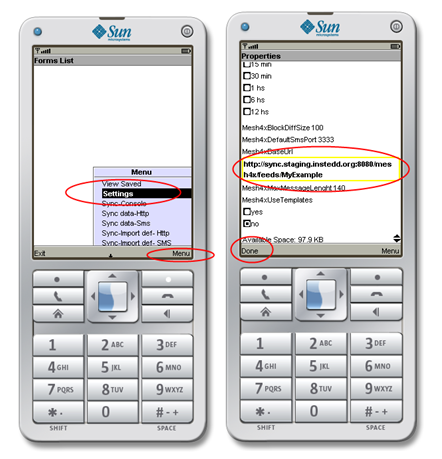 Sun
microsystems
Forms List
Menu
View Saved
Settings
Sync-Console
Sync data-Http
Sync data-Sms
Sync-Import def- Http
Sync-Import def- SMS
Exit
Menu
1
2 ABC
3 DEF
4 GHI
5 JKL
6 MNO
7 PQRS
8 TUV
9 WXYZ
*
0
# - +
SHIFT
SPACE
Sun
microsystems
Properties
15 min
30 min
1 hs
6 hs
12 hs
Mesh4xBlockDiffSize 100
Mesh4xDefaultSmsPort 3333
Mesh4xBaseUrl
http://sync.staging.instedd.org:8080/mes
h4x/feeds/MyExample
Mesh4xMaxMessageLenght 140
Mesh4xUseTemplates
yes
no
Available Space: 97.9 KB
Done
Menu
1
2 ABC
3 DEF
4 GHI
5 JKL
6 MNO
7 PQRS
8 TUV
9 WXYZ
*
0
# - +
SHIFT
SPACE